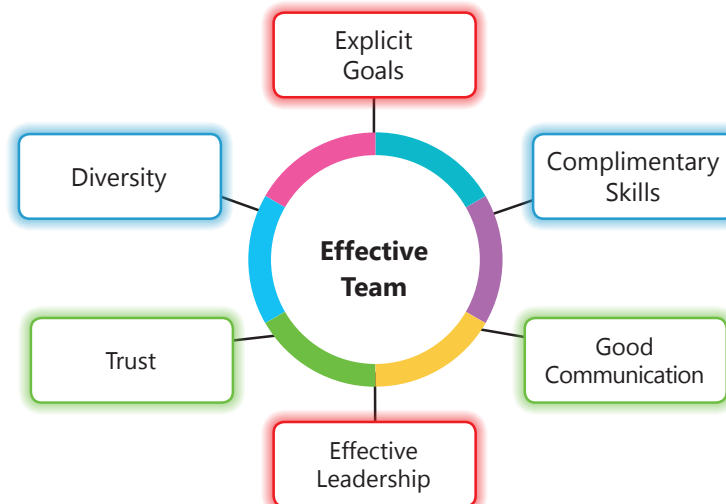 Explicit
Goals
Diversity
Complimentary
Skills
Effective
Team
Trust
Good
Communication
Effective
Leadership